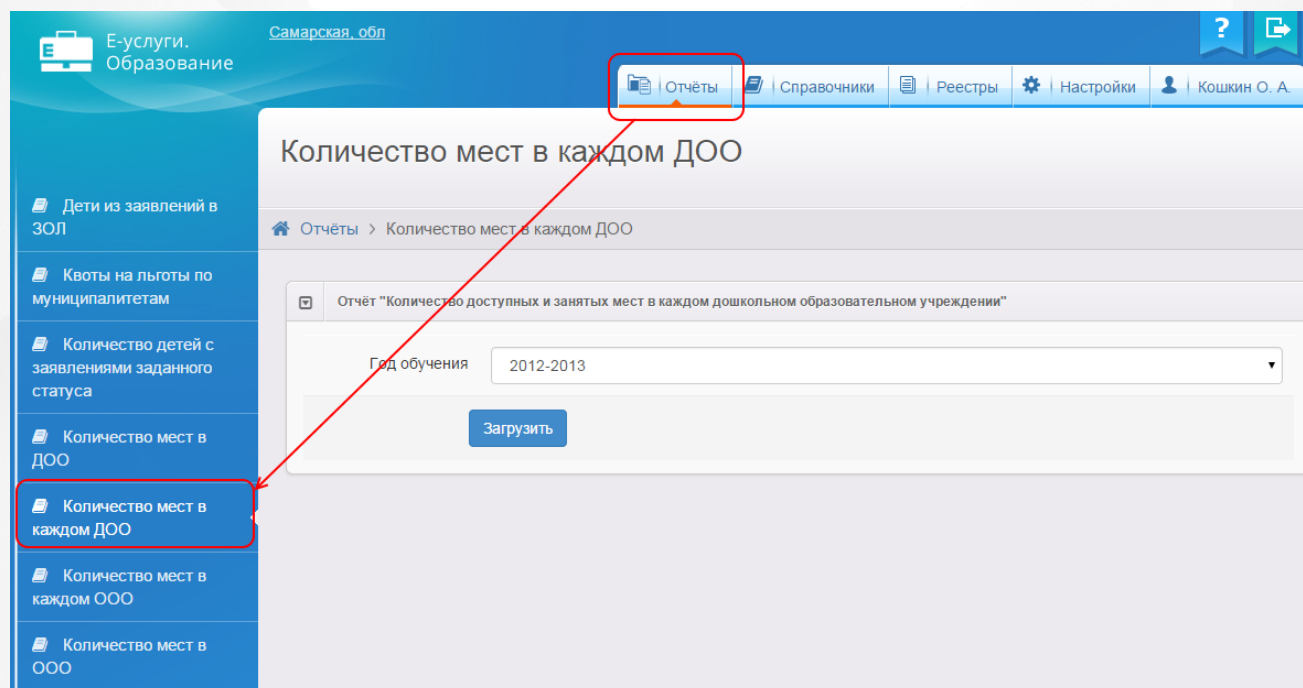 Е-услуги.
Образование
Самарская, обл
?
Отчёты
Справочники
Реестры
Настройки
Кошкин О. А.
Количество мест в каждом ДОО
Отчёты > Количество мест в каждом ДОО
Дети из заявлений в
ЗОЛ
Квоты на льготы по
муниципалитетам
Количество детей с
заявлениями заданного
статуса
Количество мест в
ДОО
Количество мест в
каждом ДОО
Количество мест в
каждом ООО
Количество мест в
ООО
Отчёт "Количество доступных и занятых мест в каждом дошкольном образовательном учреждении"
Год обучения
2012-2013
Загрузить